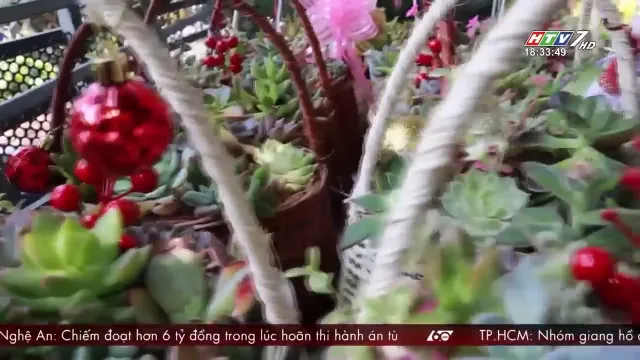 HTV7 HD
18:33:49
Nghệ An: Chiếm đoạt hơn 6 tỷ đồng trong lúc hoãn thi hành án tù 60 TP.HCM: Nhóm giang hồ